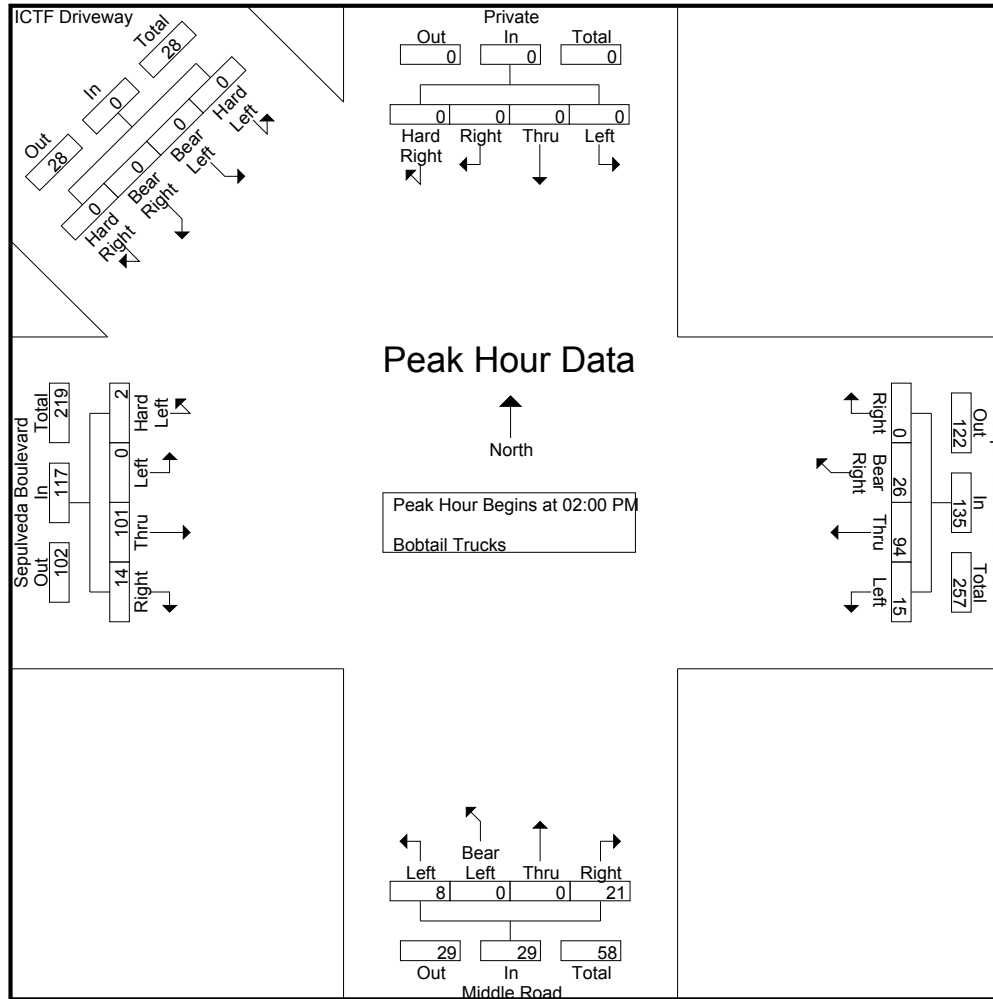 ICTF Driveway
Total
28
In
0
Out
28
0 0 0 0
Hard Left
Bear Left
Bear Right
Hard Right
Private
Out In Total
0 0 0
0 0 0 0
Hard Right
Right Thru Left
Peak Hour Data
North
Peak Hour Begins at 02:00 PM
Bobtail Trucks
Sepulveda Boulevard
Total
219
In
117
Out
102
2 0 101 14
Hard Left
Left
Thru
Right
Right
Bear Right
Thru
Left
0 26 94 15
Out
122
In
135
Total
257
Bear
Left Left Thru Right
8 0 0 21
29 29 58
Out In Total
Middle Road